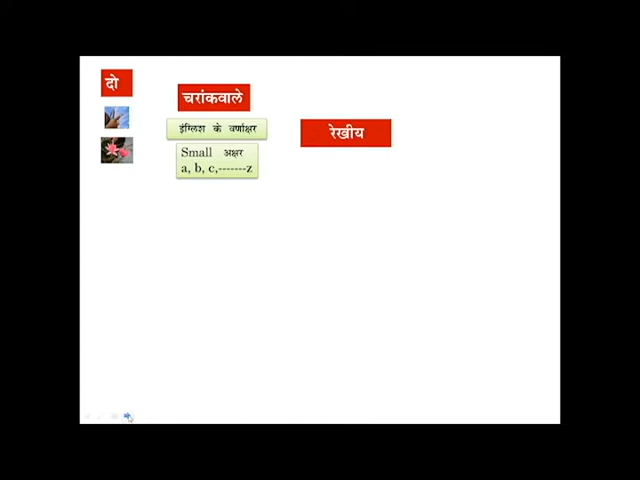 दो
चरांकवाले
इंग्लिश के वर्णाक्षर
Small अक्षर
a, b, c,-------z
रेखीय